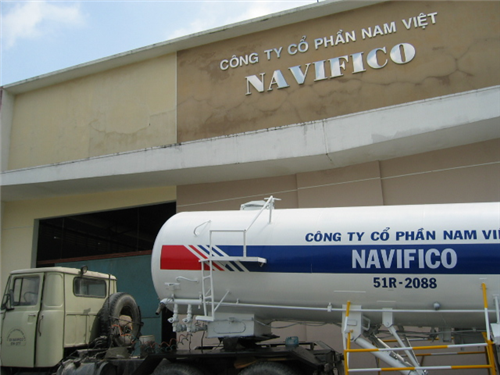 CÔNG TY CỔ PHẦN NAM VIỆT
NAVIFICO
CÔNG TY CỔ PHẦN NAM VI
NAVIFICO
51R-2088